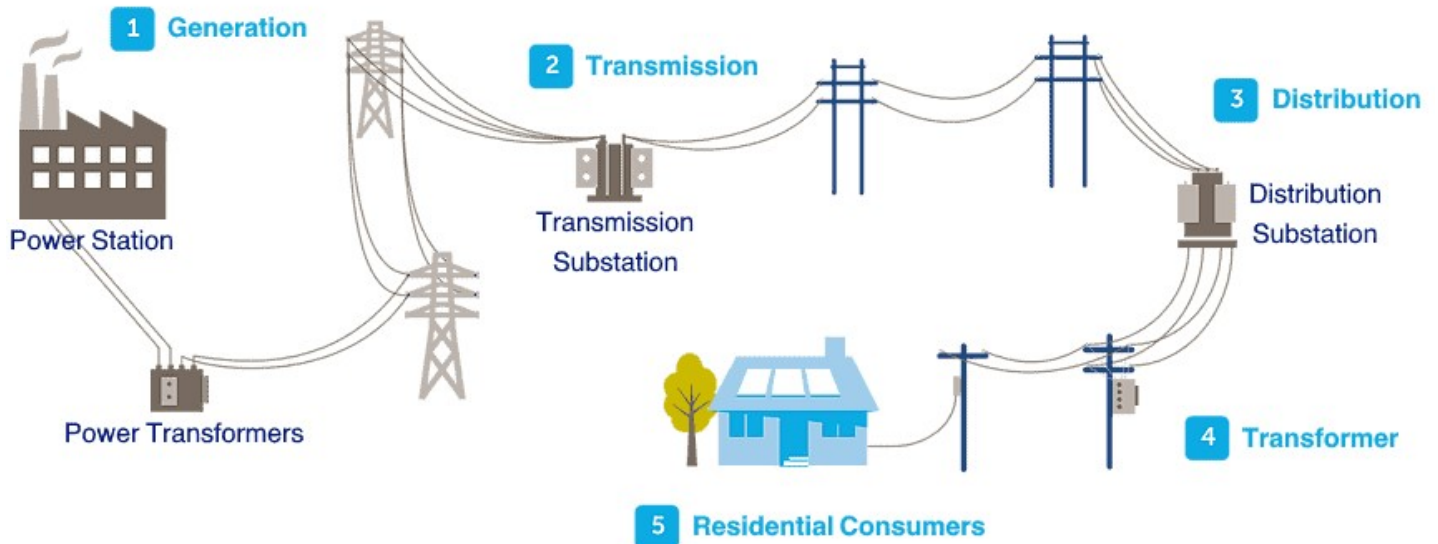 1 Generation
2 Transmission
3 Distribution
Power Station
Transmission
Substation
Distribution
Substation
Power Transformers
4 Transformer
5 Residential Consumers